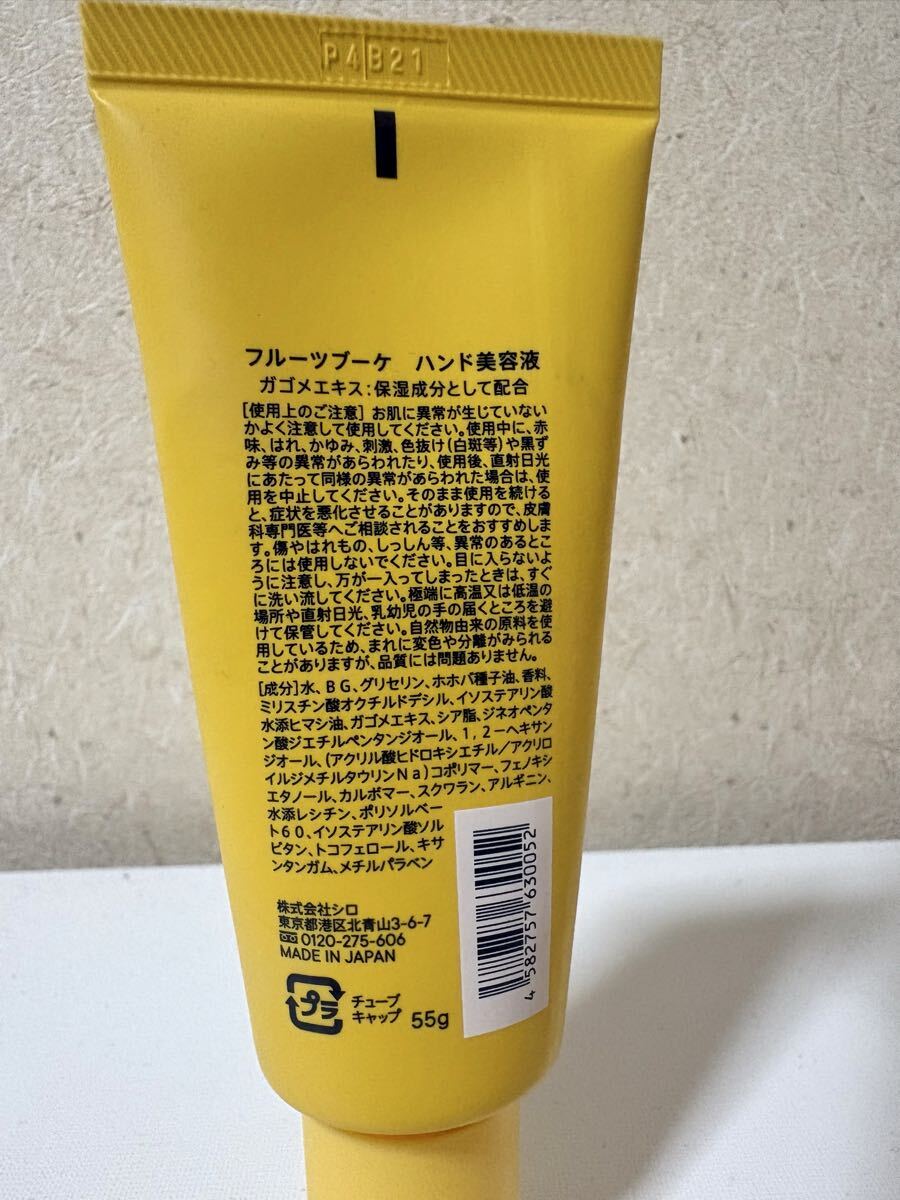 P4B21
フルーツブーケ　ハンド美容液
ガゴメエキス：保湿成分として配合
[使用上のご注意] お肌に異常が生じていない
かよく注意して使用してください。使用中に、赤
味、はれ、かゆみ、刺激、色抜け（白斑等）や黒ず
み等の異常があらわれたり、使用後、直射日光
にあたって同様の異常があらわれた場合は、使
用を中止してください。そのまま使用を続ける
と、症状を悪化させることがありますので、皮膚
科専門医等へご相談されることをおすすめしま
す。傷やはれもの、しっしん等、異常のあるとこ
ろには使用しないでください。目に入らないよ
うに注意し、万が一入ってしまったときは、すぐ
に洗い流してください。極端に高温又は低温の
場所や直射日光、乳幼児の手の届くところを避
けて保管してください。自然物由来の原料を使
用しているため、まれに変色や分離がみられる
ことがありますが、品質には問題ありません。
[成分]水、BG、グリセリン、ホホバ種子油、香料、
ミリスチン酸オクチルドデシル、イソステアリン酸
水添ヒマシ油、ガゴメエキス、シア脂、ジネオペンタ
ン酸ジエチルペンタンジオール、1，2－ヘキサン
ジオール、（アクリル酸ヒドロキシエチル／アクリロ
イルジメチルタウリンNa）コポリマー、フェノキシ
エタノール、カルボマー、スクワラン、アルギニン、
水添レシチン、ポリソルベー
ト60、イソステアリン酸ソル
ビタン、トコフェロール、キサ
ンタンガム、メチルパラベン
株式会社シロ
東京都港区北青山3-6-7
0120-275-606
MADE IN JAPAN
プラ
チューブ
キャップ 55g
4 582757 630052